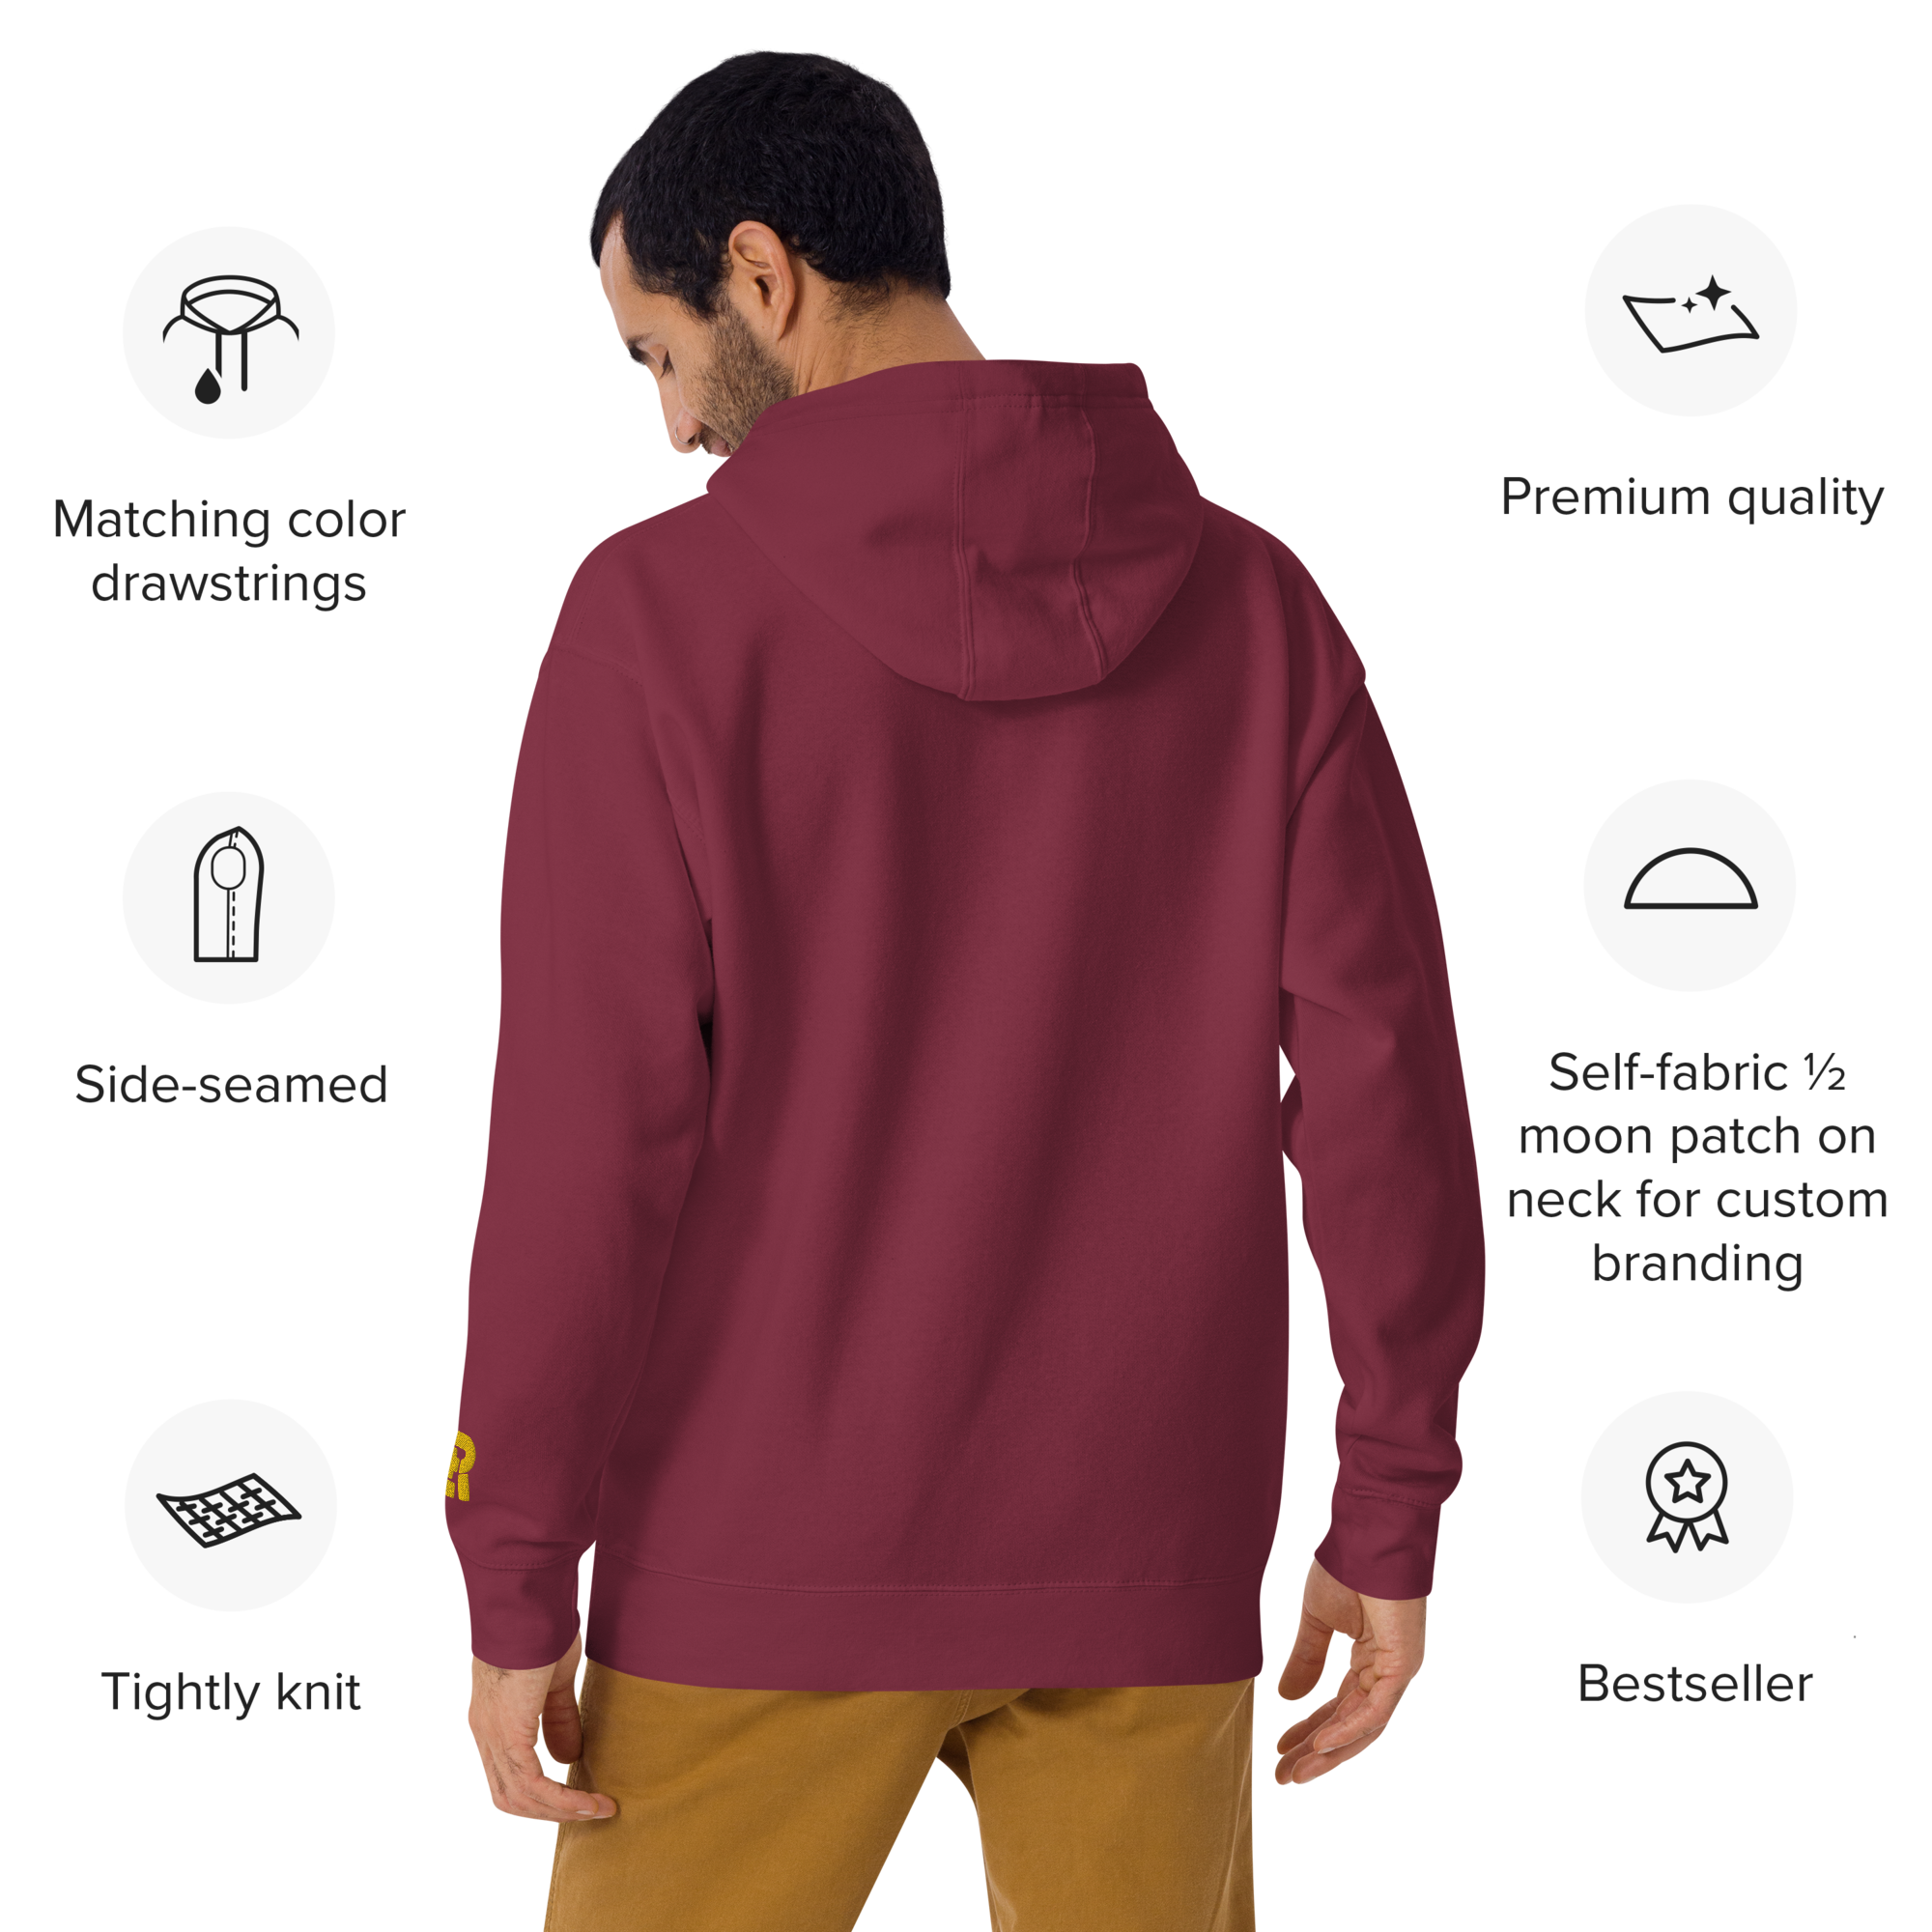 Matching color
drawstrings
Premium quality
Side-seamed
Self-fabric ½
moon patch on
neck for custom
branding
R
Tightly knit
Bestseller